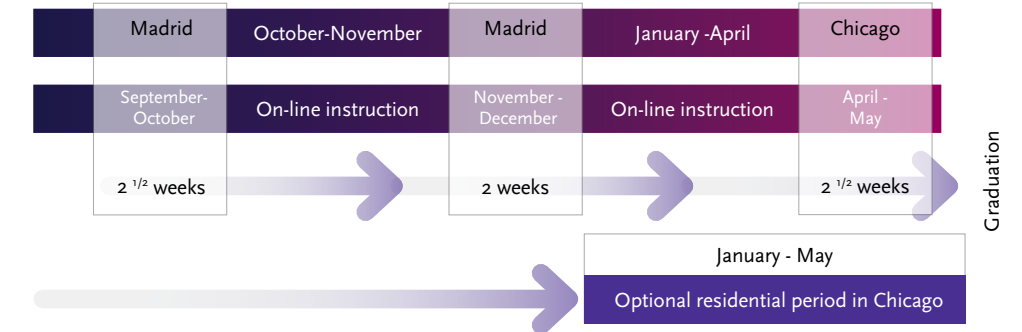 Madrid
October-November
Madrid
January -April
Chicago
September-
October
On-line instruction
November -
December
On-line instruction
April -
May
2 1/2 weeks
2 weeks
2 1/2 weeks
Graduation
January - May
Optional residential period in Chicago